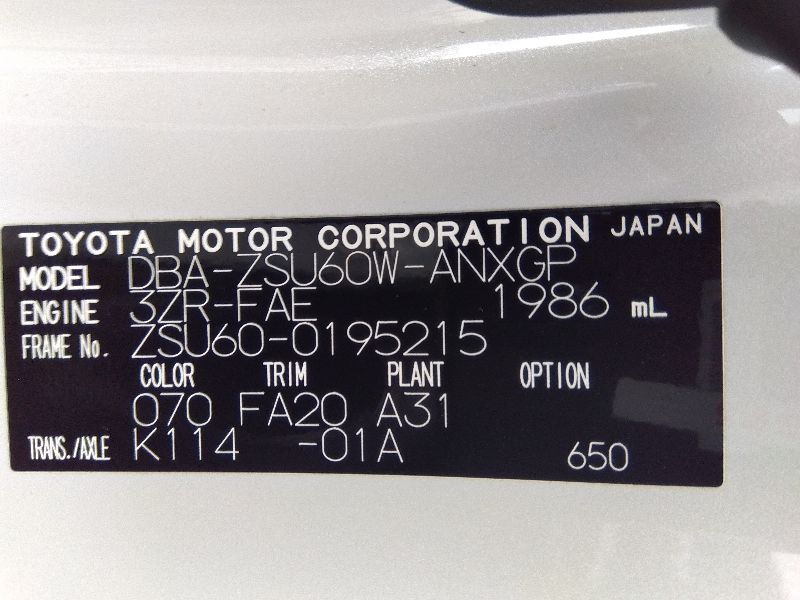 TOYOTA MOTOR CORPORATION JAPAN
MODEL DBA-ZSU60W-ANXGP
ENGINE 3ZR-FAE 1986 mL
FRAME No. ZSU60-0195215
COLOR TRIM PLANT OPTION
070 FA20 A31
TRANS./AXLE K114 -01A 650